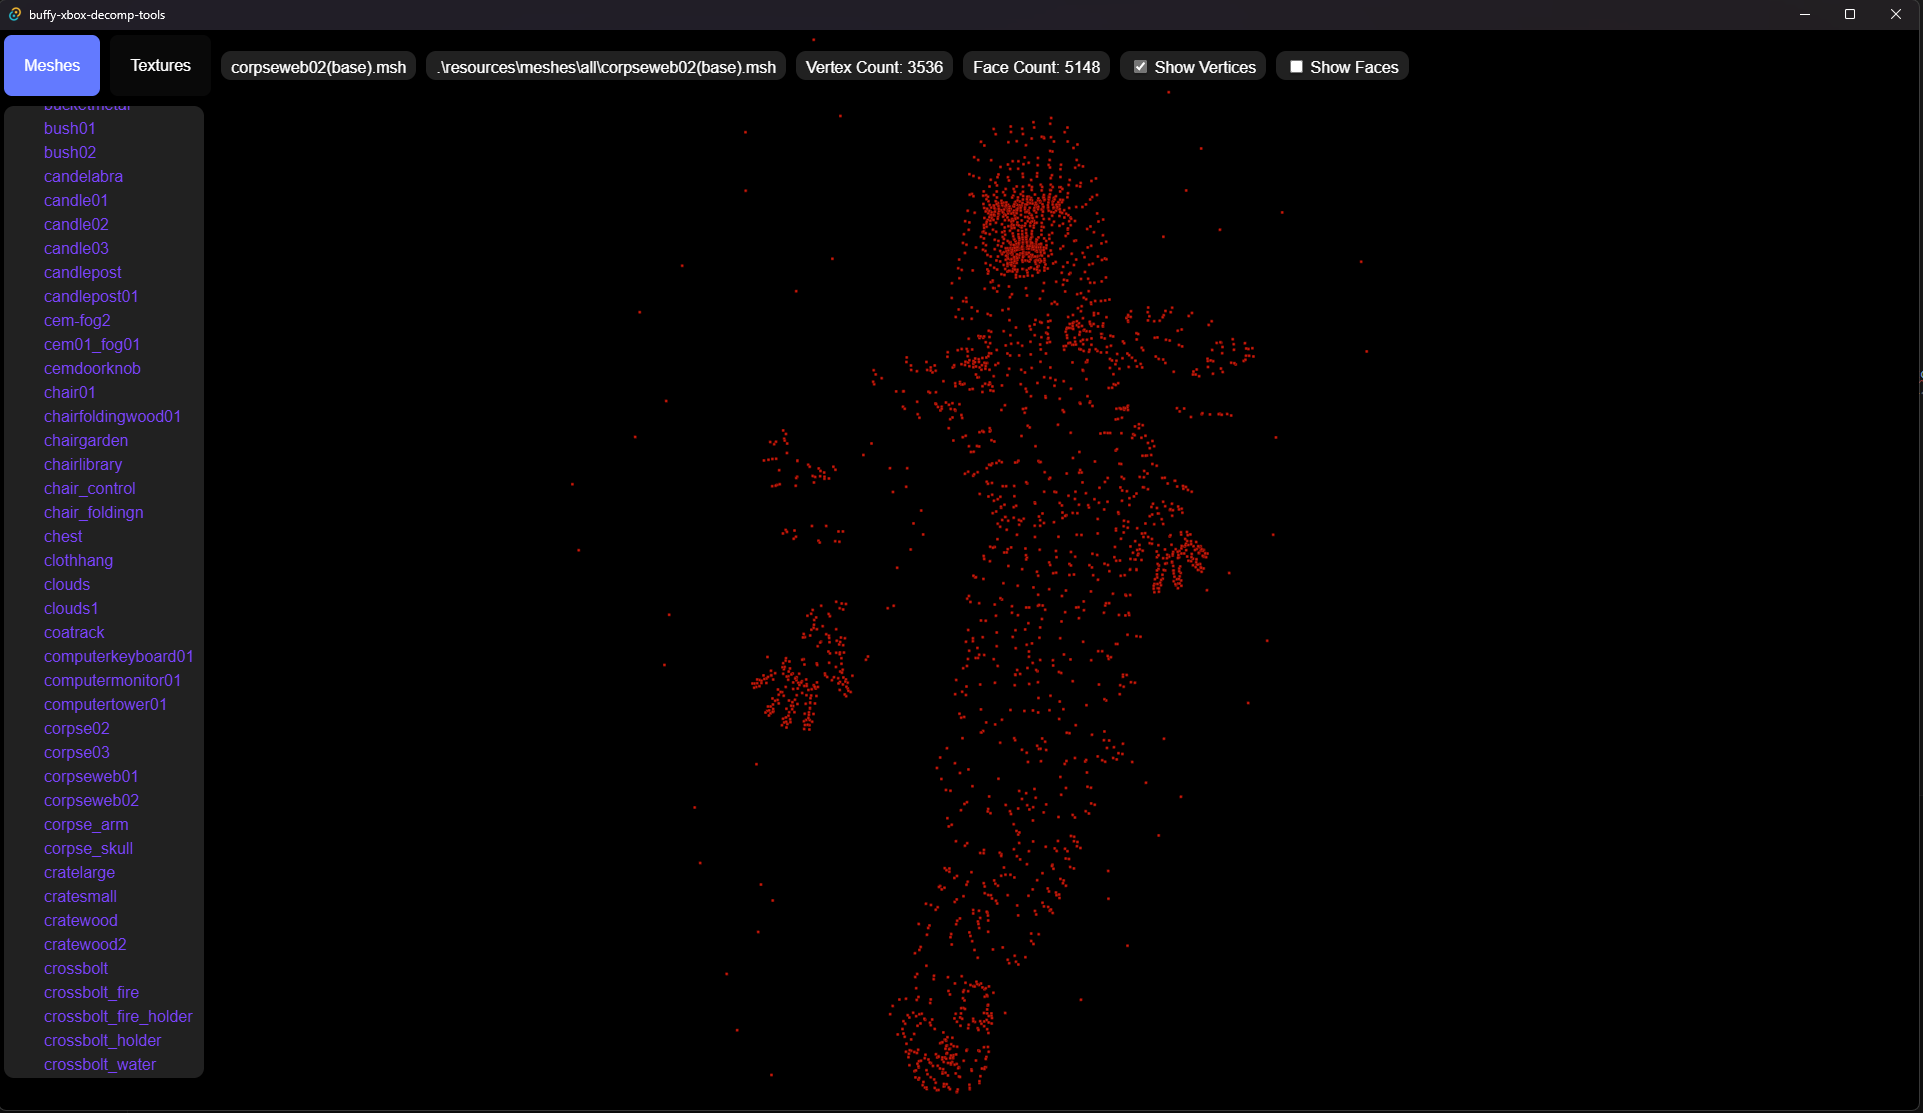 buffy-xbox-decomp-tools
Meshes
Textures
corpseweb02(base).msh
.\resources\meshes\all\corpseweb02(base).msh
Vertex Count: 3536
Face Count: 5148
Show Vertices
Show Faces
bucketmetal
bush01
bush02
candelabra
candle01
candle02
candle03
candlepost
candlepost01
cem-fog2
cem01_fog01
cemdoorknob
chair01
chairfoldingwood01
chairgarden
chairlibrary
chair_control
chair_foldingn
chest
clothhang
clouds
clouds1
coatrack
computerkeyboard01
computermonitor01
computertower01
corpse02
corpse03
corpseweb01
corpseweb02
corpse_arm
corpse_skull
cratelarge
cratesmall
cratewood
cratewood2
crossbolt
crossbolt_fire
crossbolt_fire_holder
crossbolt_holder
crossbolt_water